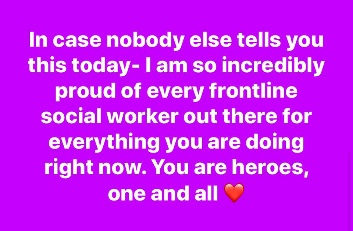 In case nobody else tells you
this today- I am so incredibly
proud of every frontline
social worker out there for
everything you are doing
right now. You are heroes,
one and all ❤️